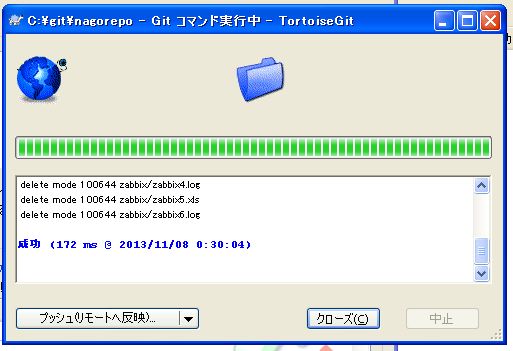 C:¥git¥nagorepo - Git コマンド実行中 - TortoiseGit
delete mode 100644 zabbix/zabbix4.log
delete mode 100644 zabbix/zabbix5.xls
delete mode 100644 zabbix/zabbix6.log
成功 (172 ms @ 2013/11/08 0:30:04)
プッシュ(リモートへ反映)...
クローズ(C)
中止